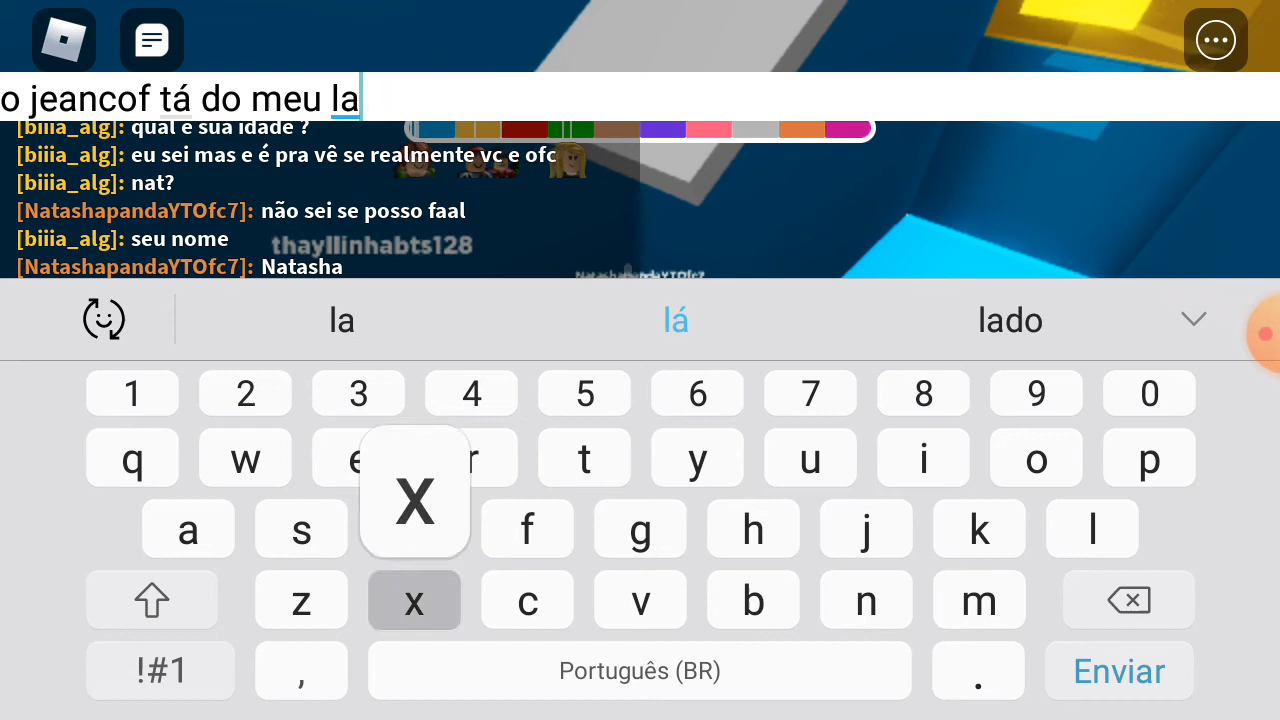 o jeancof tá do meu la
[biiia_alg]: qual e sua idade ?
[biiia_alg]: eu sei mas e é pra vê se realmente vc e ofc
[biiia_alg]: nat?
[NatashapandaYTOfc7]: não sei se posso faal
[biiia_alg]: seu nome
thayllinhabts128
[NatashapandaYTOfc7]: Natasha
NatashapandaYTOfc7
la lá lado
1 2 3 4 5 6 7 8 9 0
q w e r t y u i o p
X
a s f g h j k l
z x c v b n m
!#1 , Português (BR) . Enviar